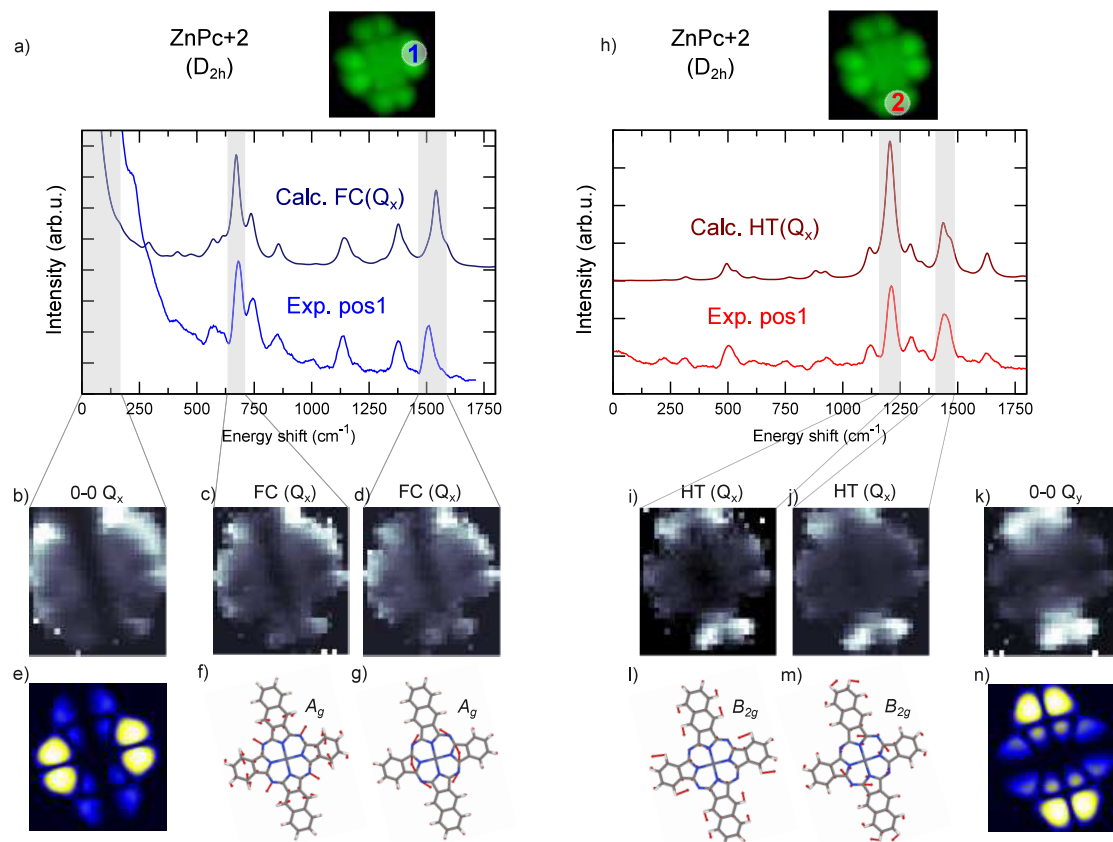 a)
ZnPc+2
(D2h)
1
Intensity (arb.u.)
Calc. FC(Qx)
Exp. pos1
0 250 500 750 1000 1250 1500 1750
Energy shift (cm-1)
b) 0-0 Qx
c) FC (Qx)
d) FC (Qx)
e)
f) Ag
g) Ag
h)
ZnPc+2
(D2h)
2
Intensity (arb.u.)
Calc. HT(Qx)
Exp. pos1
0 250 500 750 1000 1250 1500 1750
Energy shift (cm-1)
i) HT (Qx)
j) HT (Qx)
k) 0-0 Qy
l) B2g
m) B2g
n)